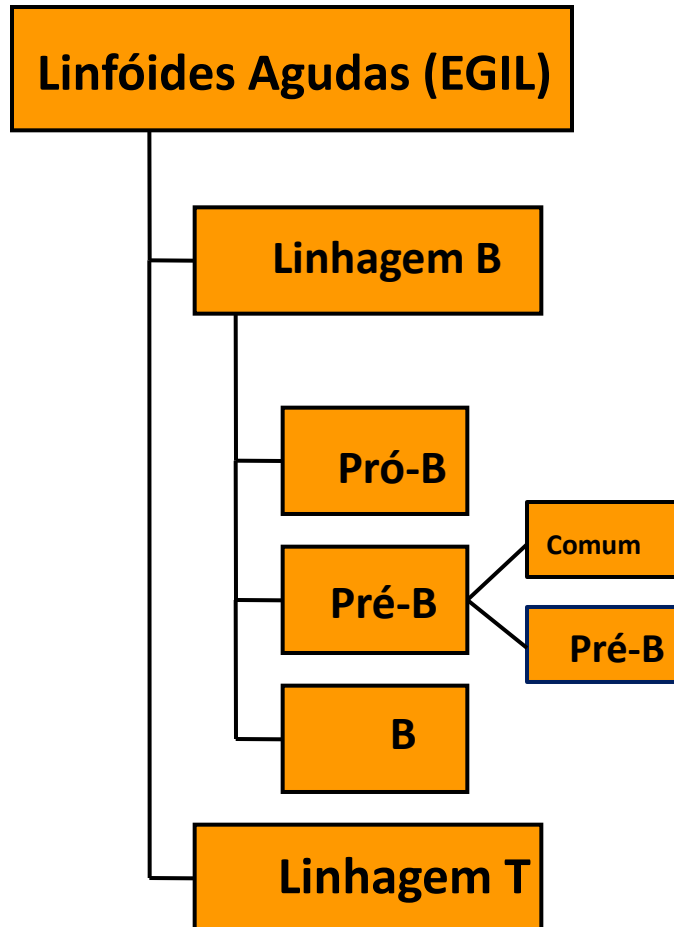 Linfóides Agudas (EGIL)
Linhagem B
Pró-B
Pré-B
Comum
Pré-B
B
Linhagem T